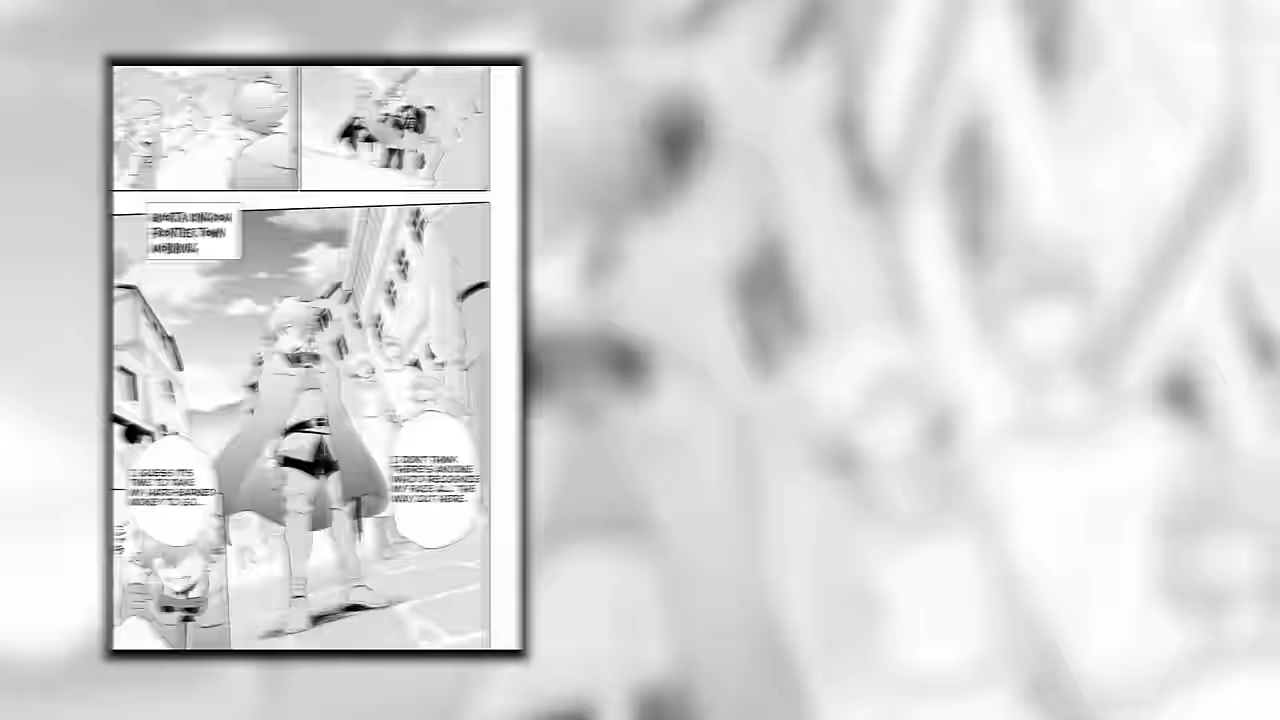 KINGDOM
FRONTIER TOWN
I DON'T THINK
THERE'S ANYONE
WHO'D RECOGNIZE
MY FACE ALL THE
WAY OUT HERE.
I GUESS IT'S
TIME TO TAKE
MY HARD-EARNED
MONEY TO GO...